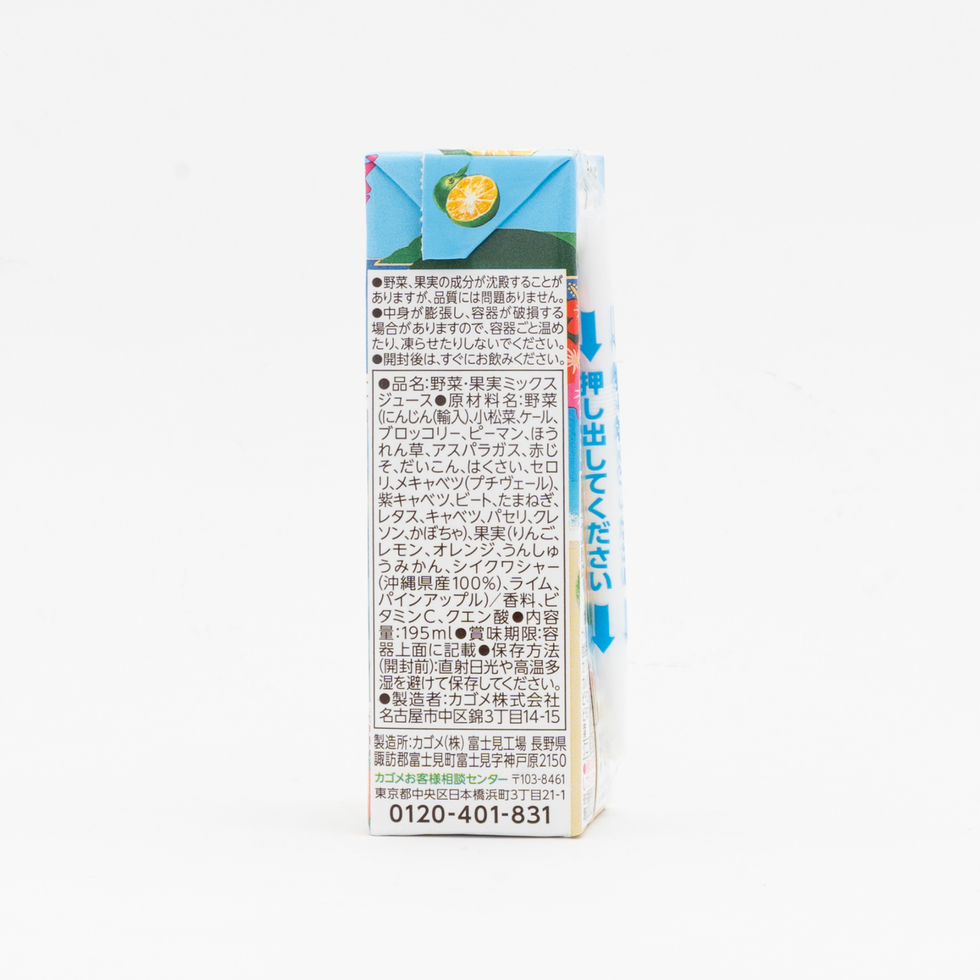 ●野菜、果実の成分が沈殿することが
ありますが、品質には問題ありません。
●中身が膨張し、容器が破損する
場合がありますので、容器ごと温め
たり、凍らせたりしないでください。
●開封後は、すぐにお飲みください。
●品名:野菜・果実ミックス
ジュース●原材料名:野菜
(にんじん(輸入)、小松菜、ケール、
ブロッコリー、ピーマン、ほう
れん草、アスパラガス、赤じ
そ、だいこん、はくさい、セロ
リ、メキャベツ(プチヴェール)、
紫キャベツ、ビート、たまねぎ、
レタス、キャベツ、パセリ、クレ
ソン、かぼちゃ)、果実(りんご、
レモン、オレンジ、うんしゅ
うみかん、シイクワシャー
(沖縄県産100%)、ライム、
パインアップル)/香料、ビ
タミンC、クエン酸●内容
量:195ml●賞味期限:容
器上面に記載●保存方法
(開封前):直射日光や高温多
湿を避けて保存してください。
●製造者:カゴメ株式会社
名古屋市中区錦3丁目14-15
製造所:カゴメ(株) 富士見工場 長野県
諏訪郡富士見町富士見字神戸原2150
カゴメお客様相談センター 〒103-8461
東京都中央区日本橋浜町3丁目21-1
0120-401-831
押し出してください